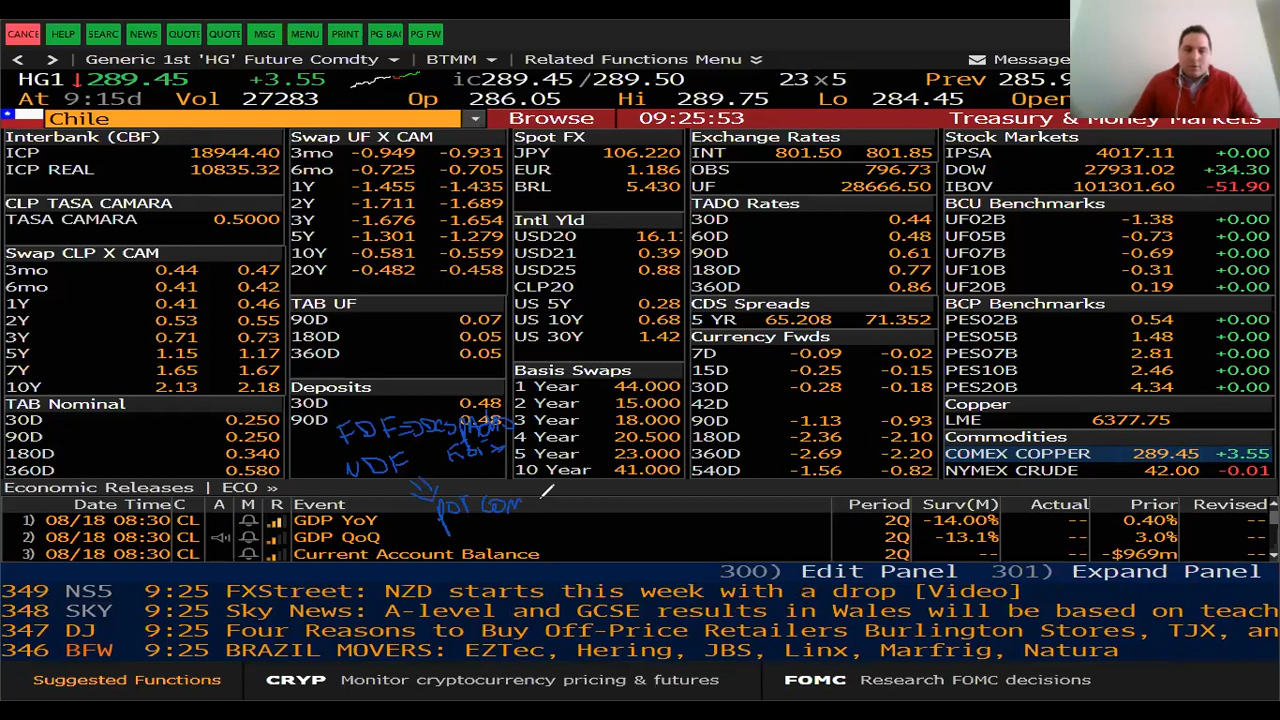 CANCE HELP SEARC NEWS QUOTE QUOTE MSG MENU PRINT PG BAC PG FW
< > Generic 1st 'HG' Future Comdty BTMM Related Functions Menu Message
HG1 ↓289.45 +3.55 ic289.45/289.50 23x5 Prev 285.9
At 9:15d Vol 27283 Op 286.05 Hi 289.75 Lo 284.45 Open
Chile Browse 09:25:53 Treasury & Money Markets
Interbank (CBF)
ICP 18944.40
ICP REAL 10835.32
CLP TASA CAMARA
TASA CAMARA 0.5000
Swap CLP X CAM
3mo 0.44 0.47
6mo 0.41 0.42
1Y 0.41 0.46
2Y 0.53 0.55
3Y 0.71 0.73
5Y 1.15 1.17
7Y 1.65 1.67
10Y 2.13 2.18
TAB Nominal
30D 0.250
90D 0.250
180D 0.340
360D 0.580
Swap UF X CAM
3mo -0.949 -0.931
6mo -0.725 -0.705
1Y -1.455 -1.435
2Y -1.711 -1.689
3Y -1.676 -1.654
5Y -1.301 -1.279
10Y -0.581 -0.559
20Y -0.482 -0.458
TAB UF
90D 0.07
180D 0.05
360D 0.05
Deposits
30D 0.48
90D 0.48
FDF
NDF
por com
Spot FX
JPY 106.220
EUR 1.186
BRL 5.430
Intl Yld
USD20 16.11
USD21 0.39
USD25 0.88
CLP20
US 5Y 0.28
US 10Y 0.68
US 30Y 1.42
Basis Swaps
1 Year 44.000
2 Year 15.000
3 Year 18.000
4 Year 20.500
5 Year 23.000
10 Year 41.000
Exchange Rates
INT 801.50 801.85
OBS 796.73
UF 28666.50
TADO Rates
30D 0.44
60D 0.48
90D 0.61
180D 0.77
360D 0.86
CDS Spreads
5 YR 65.208 71.352
Currency Fwds
7D -0.09 -0.02
15D -0.25 -0.15
30D -0.28 -0.18
42D
90D -1.13 -0.93
180D -2.36 -2.10
360D -2.69 -2.20
540D -1.56 -0.82
Stock Markets
IPSA 4017.11 +0.00
DOW 27931.02 +34.30
IBOV 101301.60 -51.90
BCU Benchmarks
UF02B -1.38 +0.00
UF05B -0.73 +0.00
UF07B -0.69 +0.00
UF10B -0.31 +0.00
UF20B 0.19 +0.00
BCP Benchmarks
PES02B 0.54 +0.00
PES05B 1.48 +0.00
PES07B 2.81 +0.00
PES10B 2.46 +0.00
PES20B 4.34 +0.00
Copper
LME 6377.75
Commodities
COMEX COPPER 289.45 +3.55
NYMEX CRUDE 42.00 -0.01
Economic Releases | ECO »
Date Time C A M R Event Period Surv(M) Actual Prior Revised
1) 08/18 08:30 CL GDP YoY 2Q -14.00% -- 0.40% --
2) 08/18 08:30 CL GDP QoQ 2Q -13.1% -- 3.0% --
3) 08/18 08:30 CL Current Account Balance 2Q -- -- -$969m --
300) Edit Panel 301) Expand Panel
349 NS5 9:25 FXStreet: NZD starts this week with a drop [Video]
348 SKY 9:25 Sky News: A-level and GCSE results in Wales will be based on teach
347 DJ 9:25 Four Reasons to Buy Off-Price Retailers Burlington Stores, TJX, an
346 BFW 9:25 BRAZIL MOVERS: EZTec, Hering, JBS, Linx, Marfrig, Natura
Suggested Functions CRYP Monitor cryptocurrency pricing & futures FOMC Research FOMC decisions